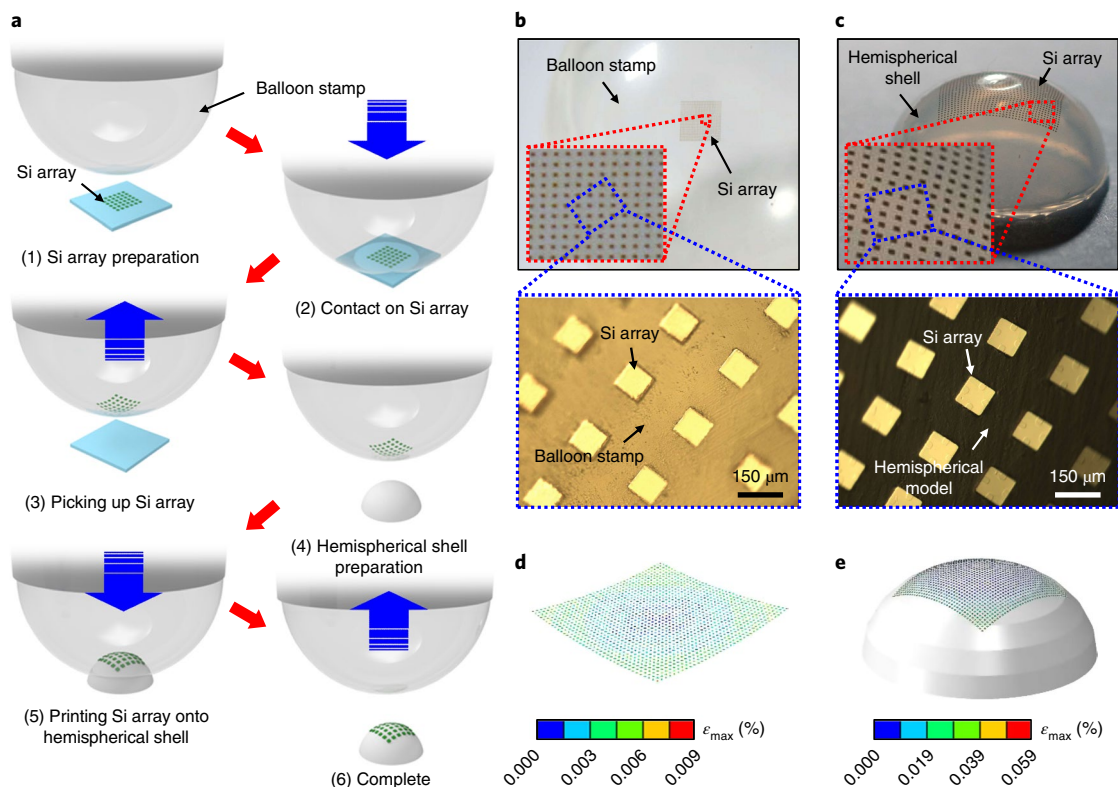 a
Balloon stamp
Si array
(1) Si array preparation
(2) Contact on Si array
(3) Picking up Si array
(4) Hemispherical shell
preparation
(5) Printing Si array onto
hemispherical shell
(6) Complete
b
Balloon stamp
Si array
Si array
Balloon stamp
150 μm
c
Hemispherical
shell
Si array
Si array
Hemispherical
model
150 μm
d
εmax (%)
0.000
0.003
0.006
0.009
e
εmax (%)
0.000
0.019
0.039
0.059